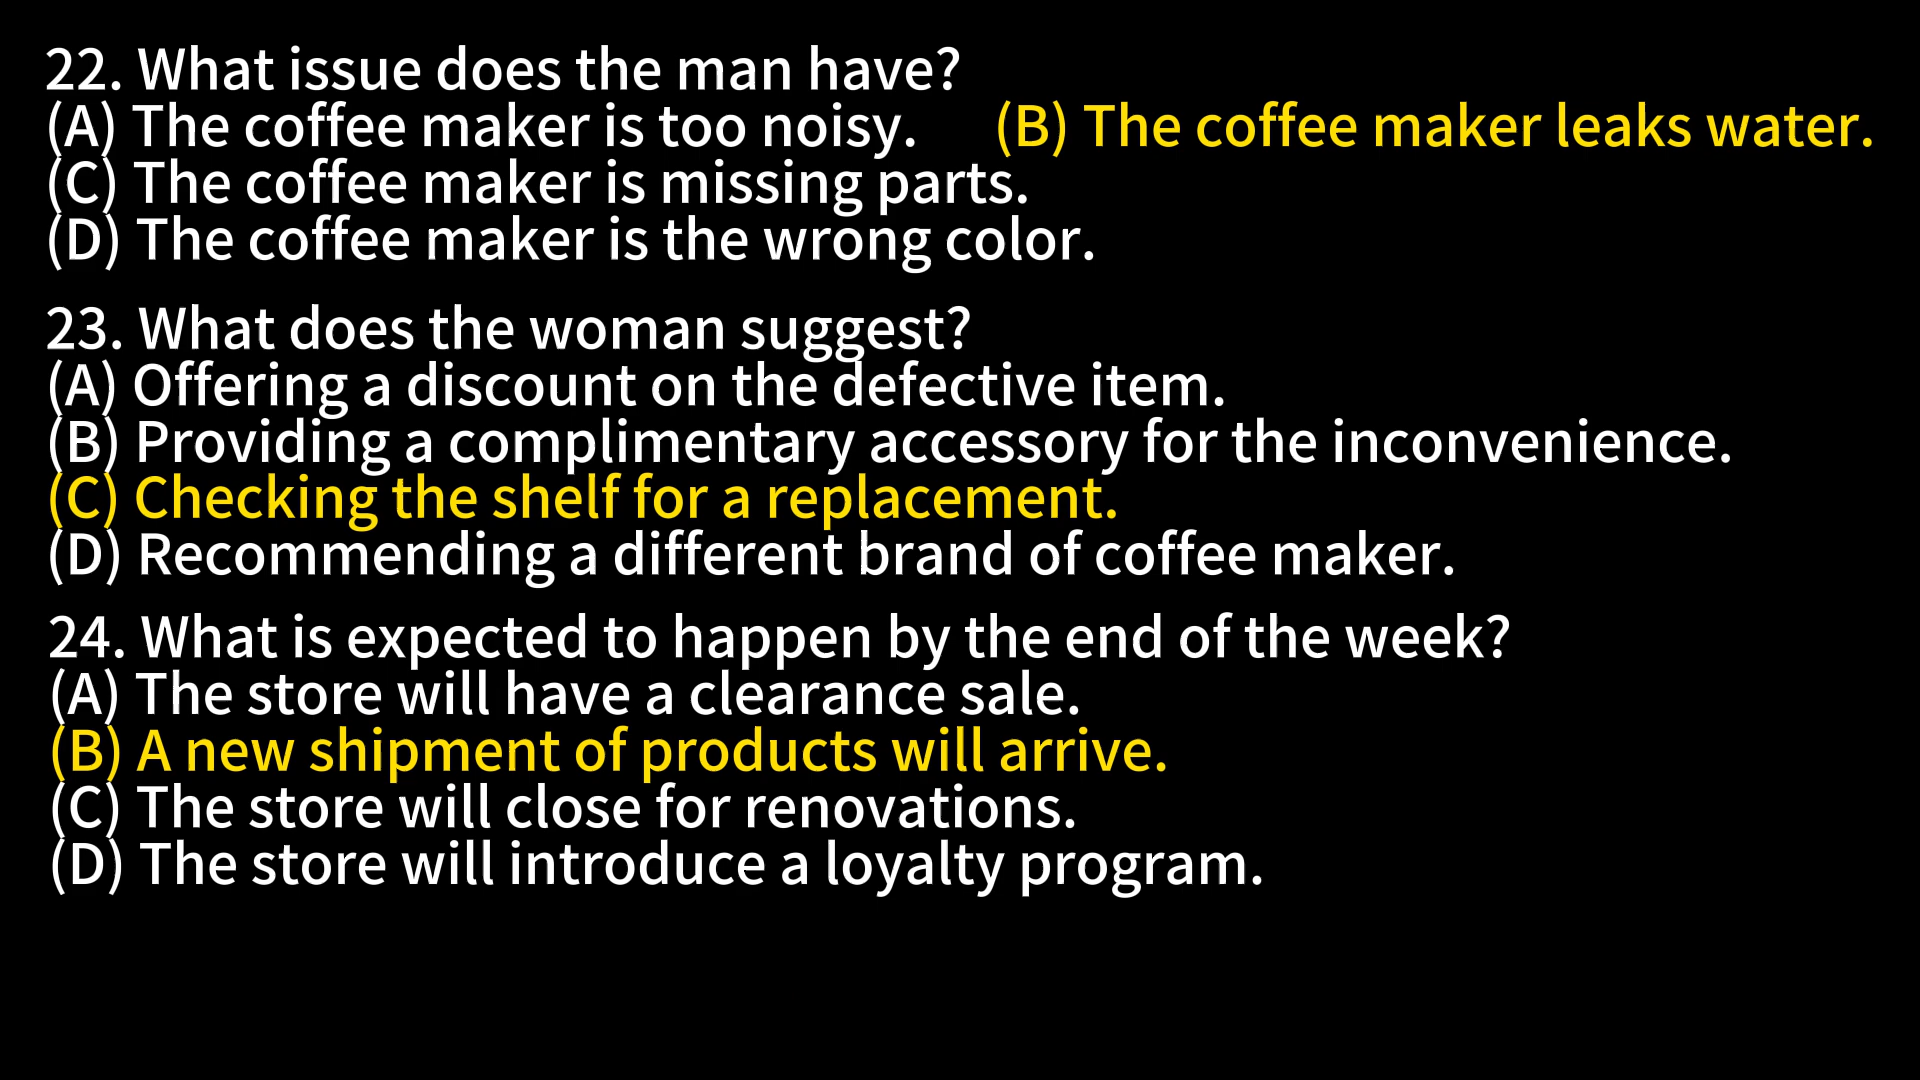 22. What issue does the man have?
(A) The coffee maker is too noisy. (B) The coffee maker leaks water.
(C) The coffee maker is missing parts.
(D) The coffee maker is the wrong color.
23. What does the woman suggest?
(A) Offering a discount on the defective item.
(B) Providing a complimentary accessory for the inconvenience.
(C) Checking the shelf for a replacement.
(D) Recommending a different brand of coffee maker.
24. What is expected to happen by the end of the week?
(A) The store will have a clearance sale.
(B) A new shipment of products will arrive.
(C) The store will close for renovations.
(D) The store will introduce a loyalty program.